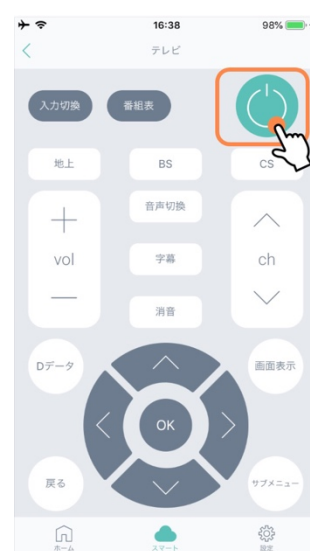 16:38
98%
テレビ
入力切換
番組表
地上
BS
CS
音声切換
vol
字幕
ch
消音
Dデータ
画面表示
OK
戻る
サブメニュー
ホーム
スマート
設定